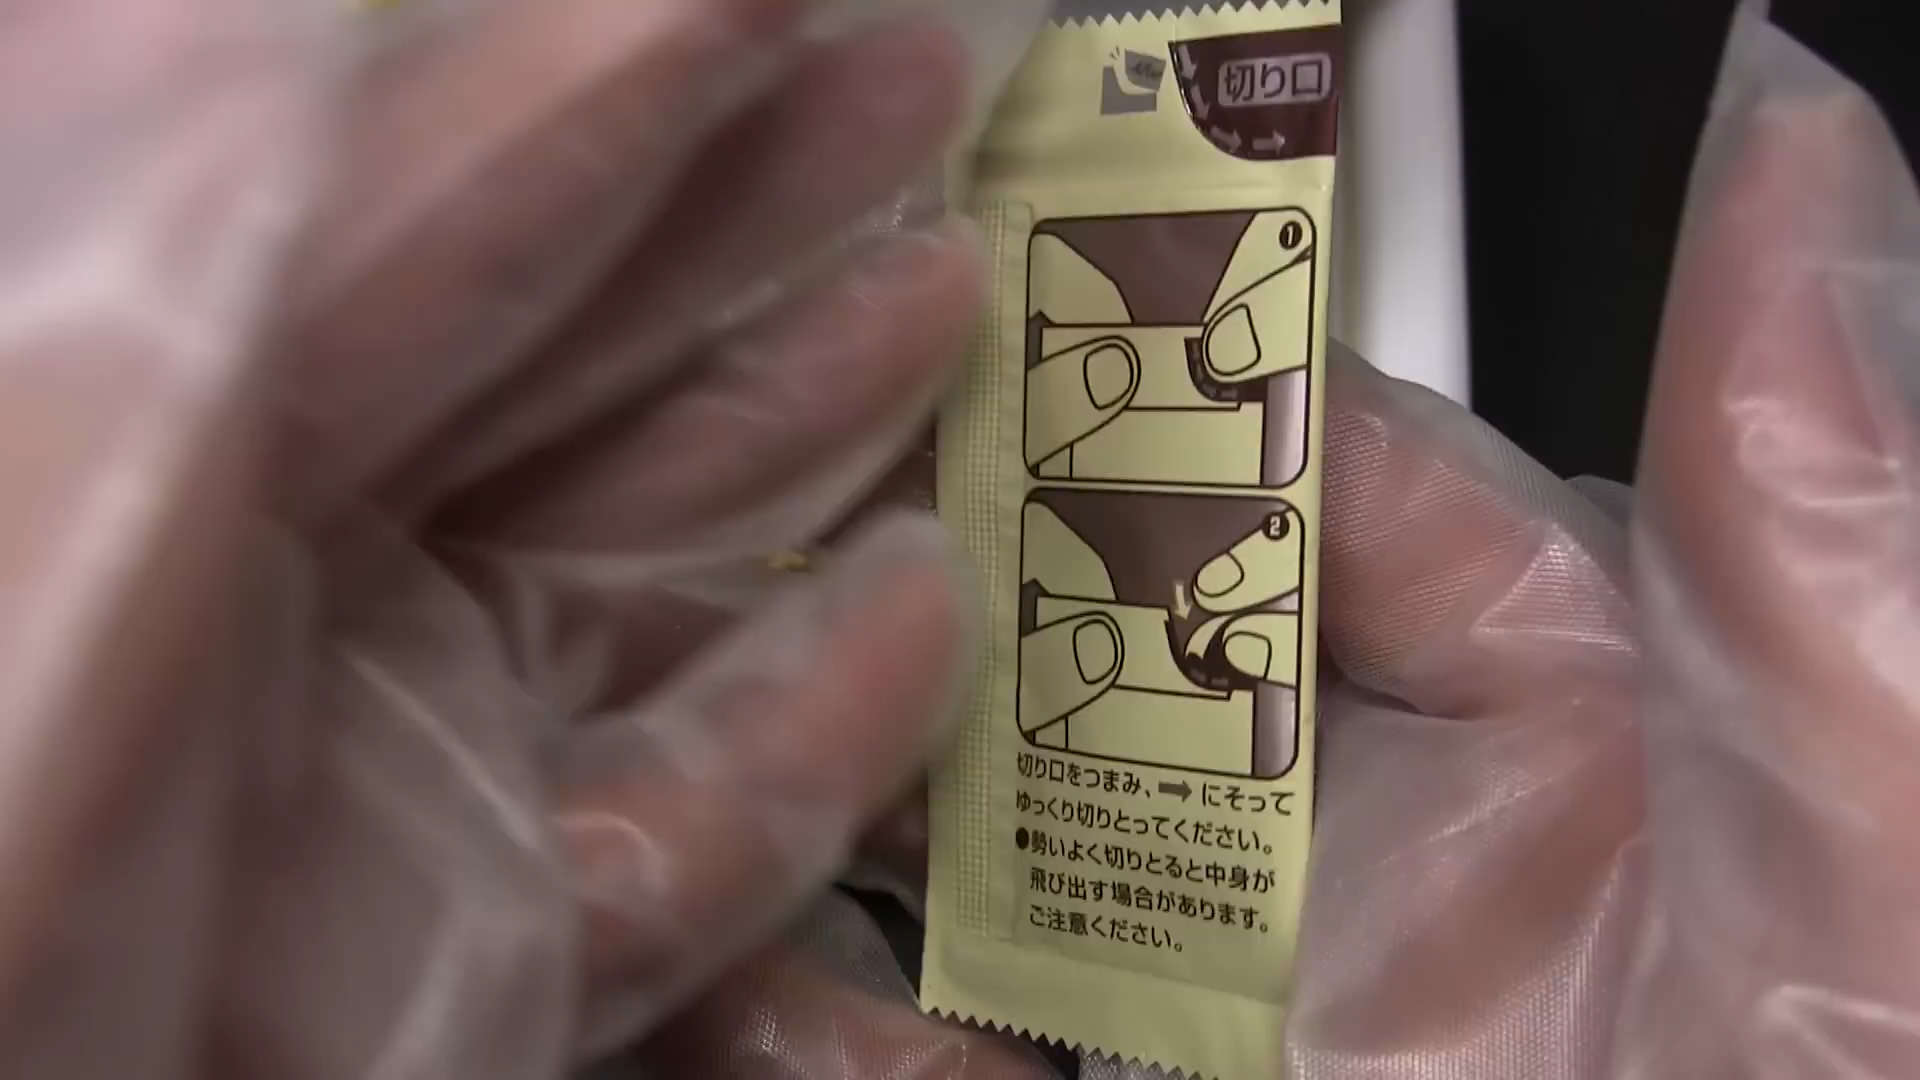 切り口
1
2
切り口をつまみ、➡にそって
ゆっくり切りとってください。
●勢いよく切りとると中身が
飛び出す場合があります。
ご注意ください。